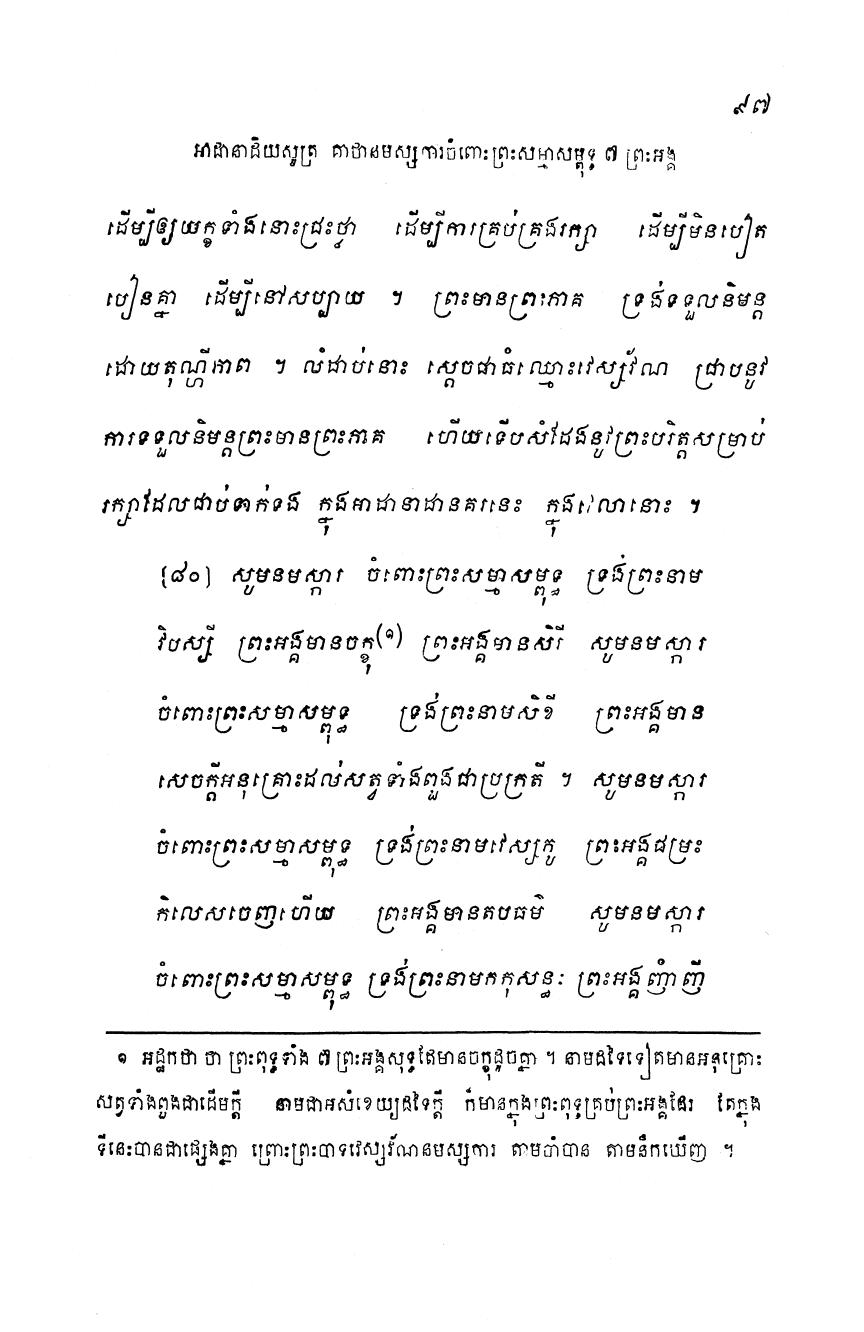 ៩៧
អាដានាដិយសូត្រ គាថានមស្សការចំពោះព្រះសម្មាសម្ពុទ្ធ ៧ ព្រះអង្គ
ដើម្បីឲ្យយក្ខទាំងនោះជ្រះថ្លា ដើម្បីការគ្រប់គ្រងរក្សា ដើម្បីមិនបៀត
បៀនគ្នា ដើម្បីនៅសប្បាយ ។ ព្រះមានព្រះភាគ ទ្រង់ទទួលនិមន្ត
ដោយតុណ្ហីភាព ។ លំដាប់នោះ ស្តេចជាធំឈ្មោះវេស្សវ័ណ ជ្រាបនូវ
ការទទួលនិមន្តព្រះមានព្រះភាគ ហើយទើបសំដែងនូវព្រះបរិត្តសម្រាប់
រក្សាដែលជាប់ទាក់ទង ក្នុងអាដានាដានគរនេះ ក្នុងវេលានោះ ។
[៨០] សូមនមស្ការ ចំពោះព្រះសម្មាសម្ពុទ្ធ ទ្រង់ព្រះនាម
វិបស្សី ព្រះអង្គមានចក្ខុ(១) ព្រះអង្គមានសិរី សូមនមស្ការ
ចំពោះព្រះសម្មាសម្ពុទ្ធ ទ្រង់ព្រះនាមសិខី ព្រះអង្គមាន
សេចក្តីអនុគ្រោះដល់សត្វទាំងពួងជាប្រក្រតី ។ សូមនមស្ការ
ចំពោះព្រះសម្មាសម្ពុទ្ធ ទ្រង់ព្រះនាមវេស្សភូ ព្រះអង្គជម្រះ
កិលេសចេញហើយ ព្រះអង្គមានតបធម៌ សូមនមស្ការ
ចំពោះព្រះសម្មាសម្ពុទ្ធ ទ្រង់ព្រះនាមកកុសន្ធៈ ព្រះអង្គញាំញី
១ អដ្ឋកថា ថា ព្រះពុទ្ធទាំង ៧ ព្រះអង្គសុទ្ធតែមានចក្ខុដូចគ្នា ។ នាមដទៃទៀតមានអនុគ្រោះ
សត្វទាំងពួងជាដើមក្តី នាមជាអសំខេយ្យដទៃក្តី ក៏មានក្នុងព្រះពុទ្ធគ្រប់ព្រះអង្គដែរ តែក្នុង
ទីនេះបានជាផ្សេងគ្នា ព្រោះព្រះបាទវេស្សវ័ណនមស្សការ តាមចាំបាន តាមនឹកឃើញ ។